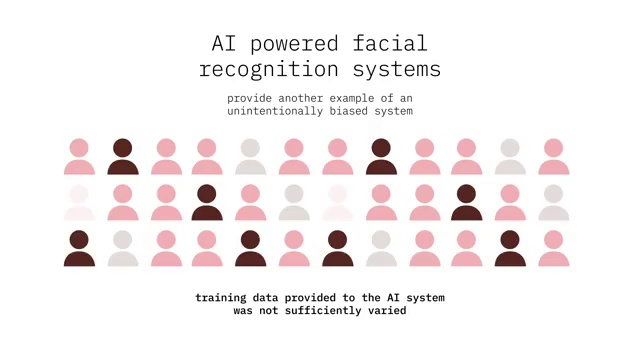 AI powered facial
recognition systems
provide another example of an
unintentionally biased system
training data provided to the AI system
was not sufficiently varied